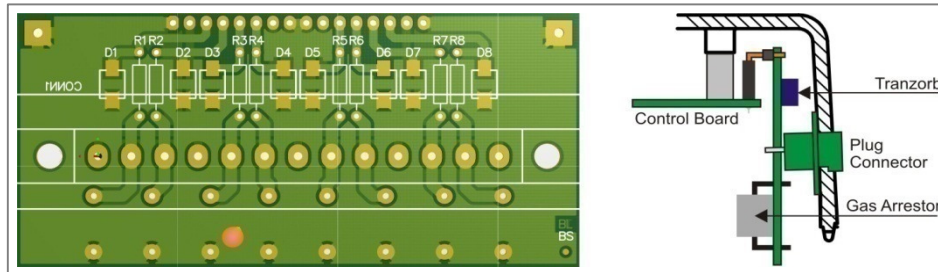 R1 R2 R3 R4 R5 R6 R7 R8
D1 D2 D3 D4 D5 D6 D7 D8
CONN1
BL
BS
Tranzorb
Control Board
Plug
Connector
Gas Arrestor